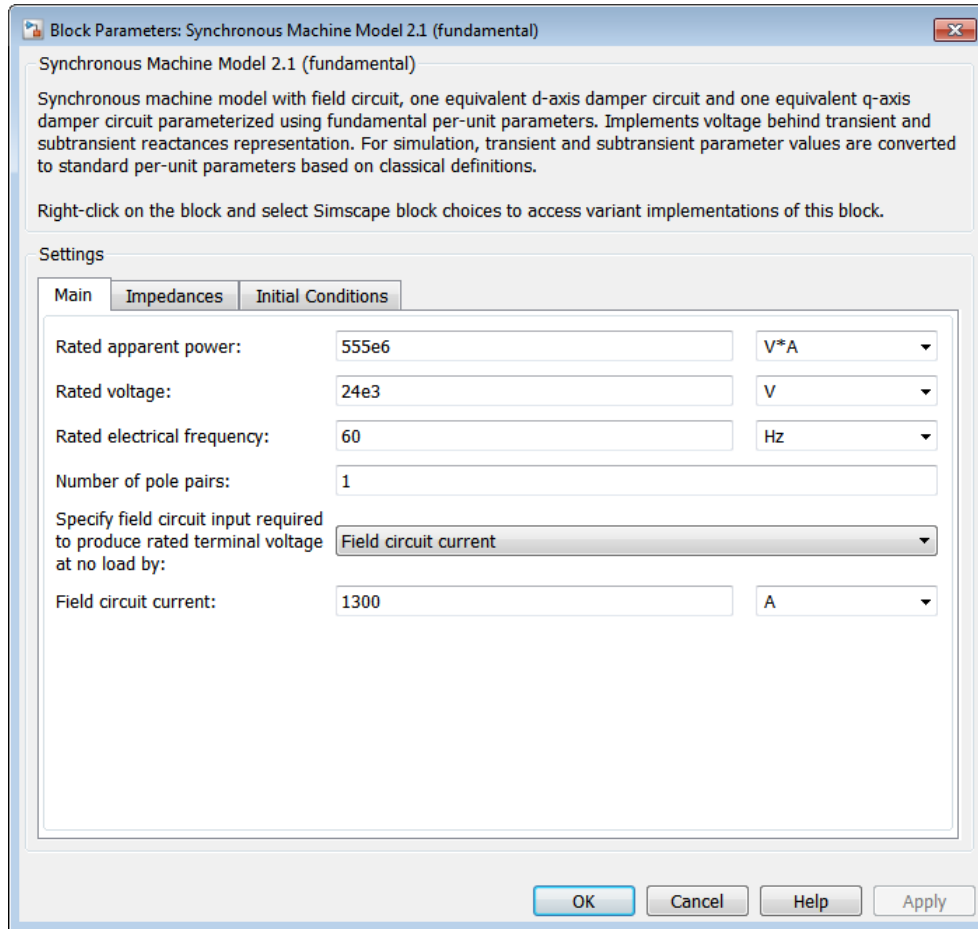 Block Parameters: Synchronous Machine Model 2.1 (fundamental)
Synchronous Machine Model 2.1 (fundamental)
Synchronous machine model with field circuit, one equivalent d-axis damper circuit and one equivalent q-axis
damper circuit parameterized using fundamental per-unit parameters. Implements voltage behind transient and
subtransient reactances representation. For simulation, transient and subtransient parameter values are converted
to standard per-unit parameters based on classical definitions.
Right-click on the block and select Simscape block choices to access variant implementations of this block.
Settings
Main Impedances Initial Conditions
Rated apparent power: 555e6 V*A
Rated voltage: 24e3 V
Rated electrical frequency: 60 Hz
Number of pole pairs: 1
Specify field circuit input required
to produce rated terminal voltage Field circuit current
at no load by:
Field circuit current: 1300 A
OK Cancel Help Apply